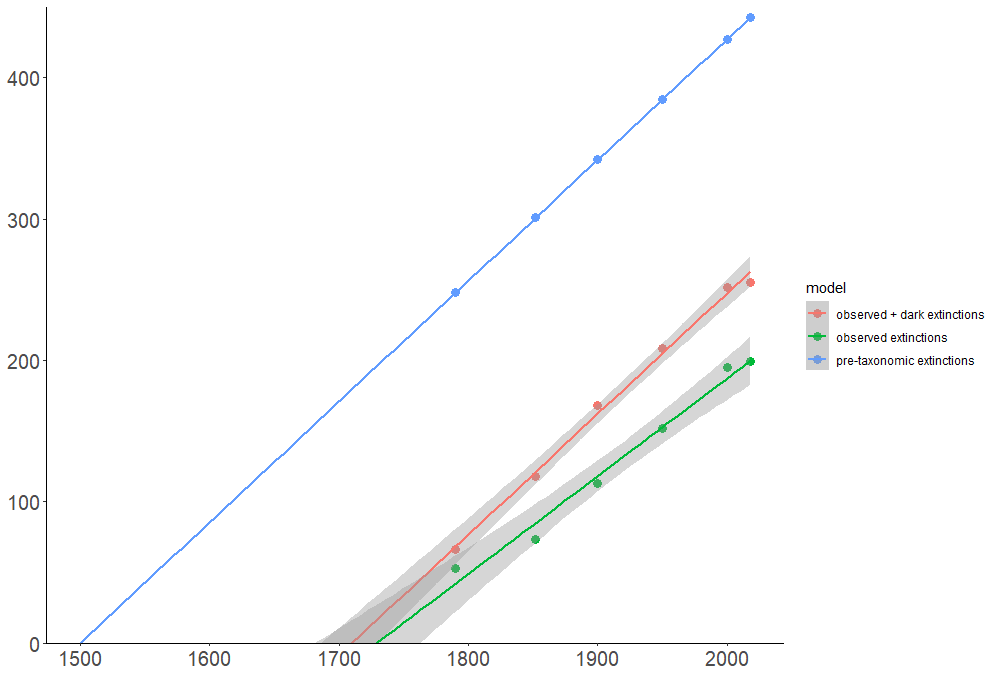 400
300
200
100
0
1500 1600 1700 1800 1900 2000
model
observed + dark extinctions
observed extinctions
pre-taxonomic extinctions